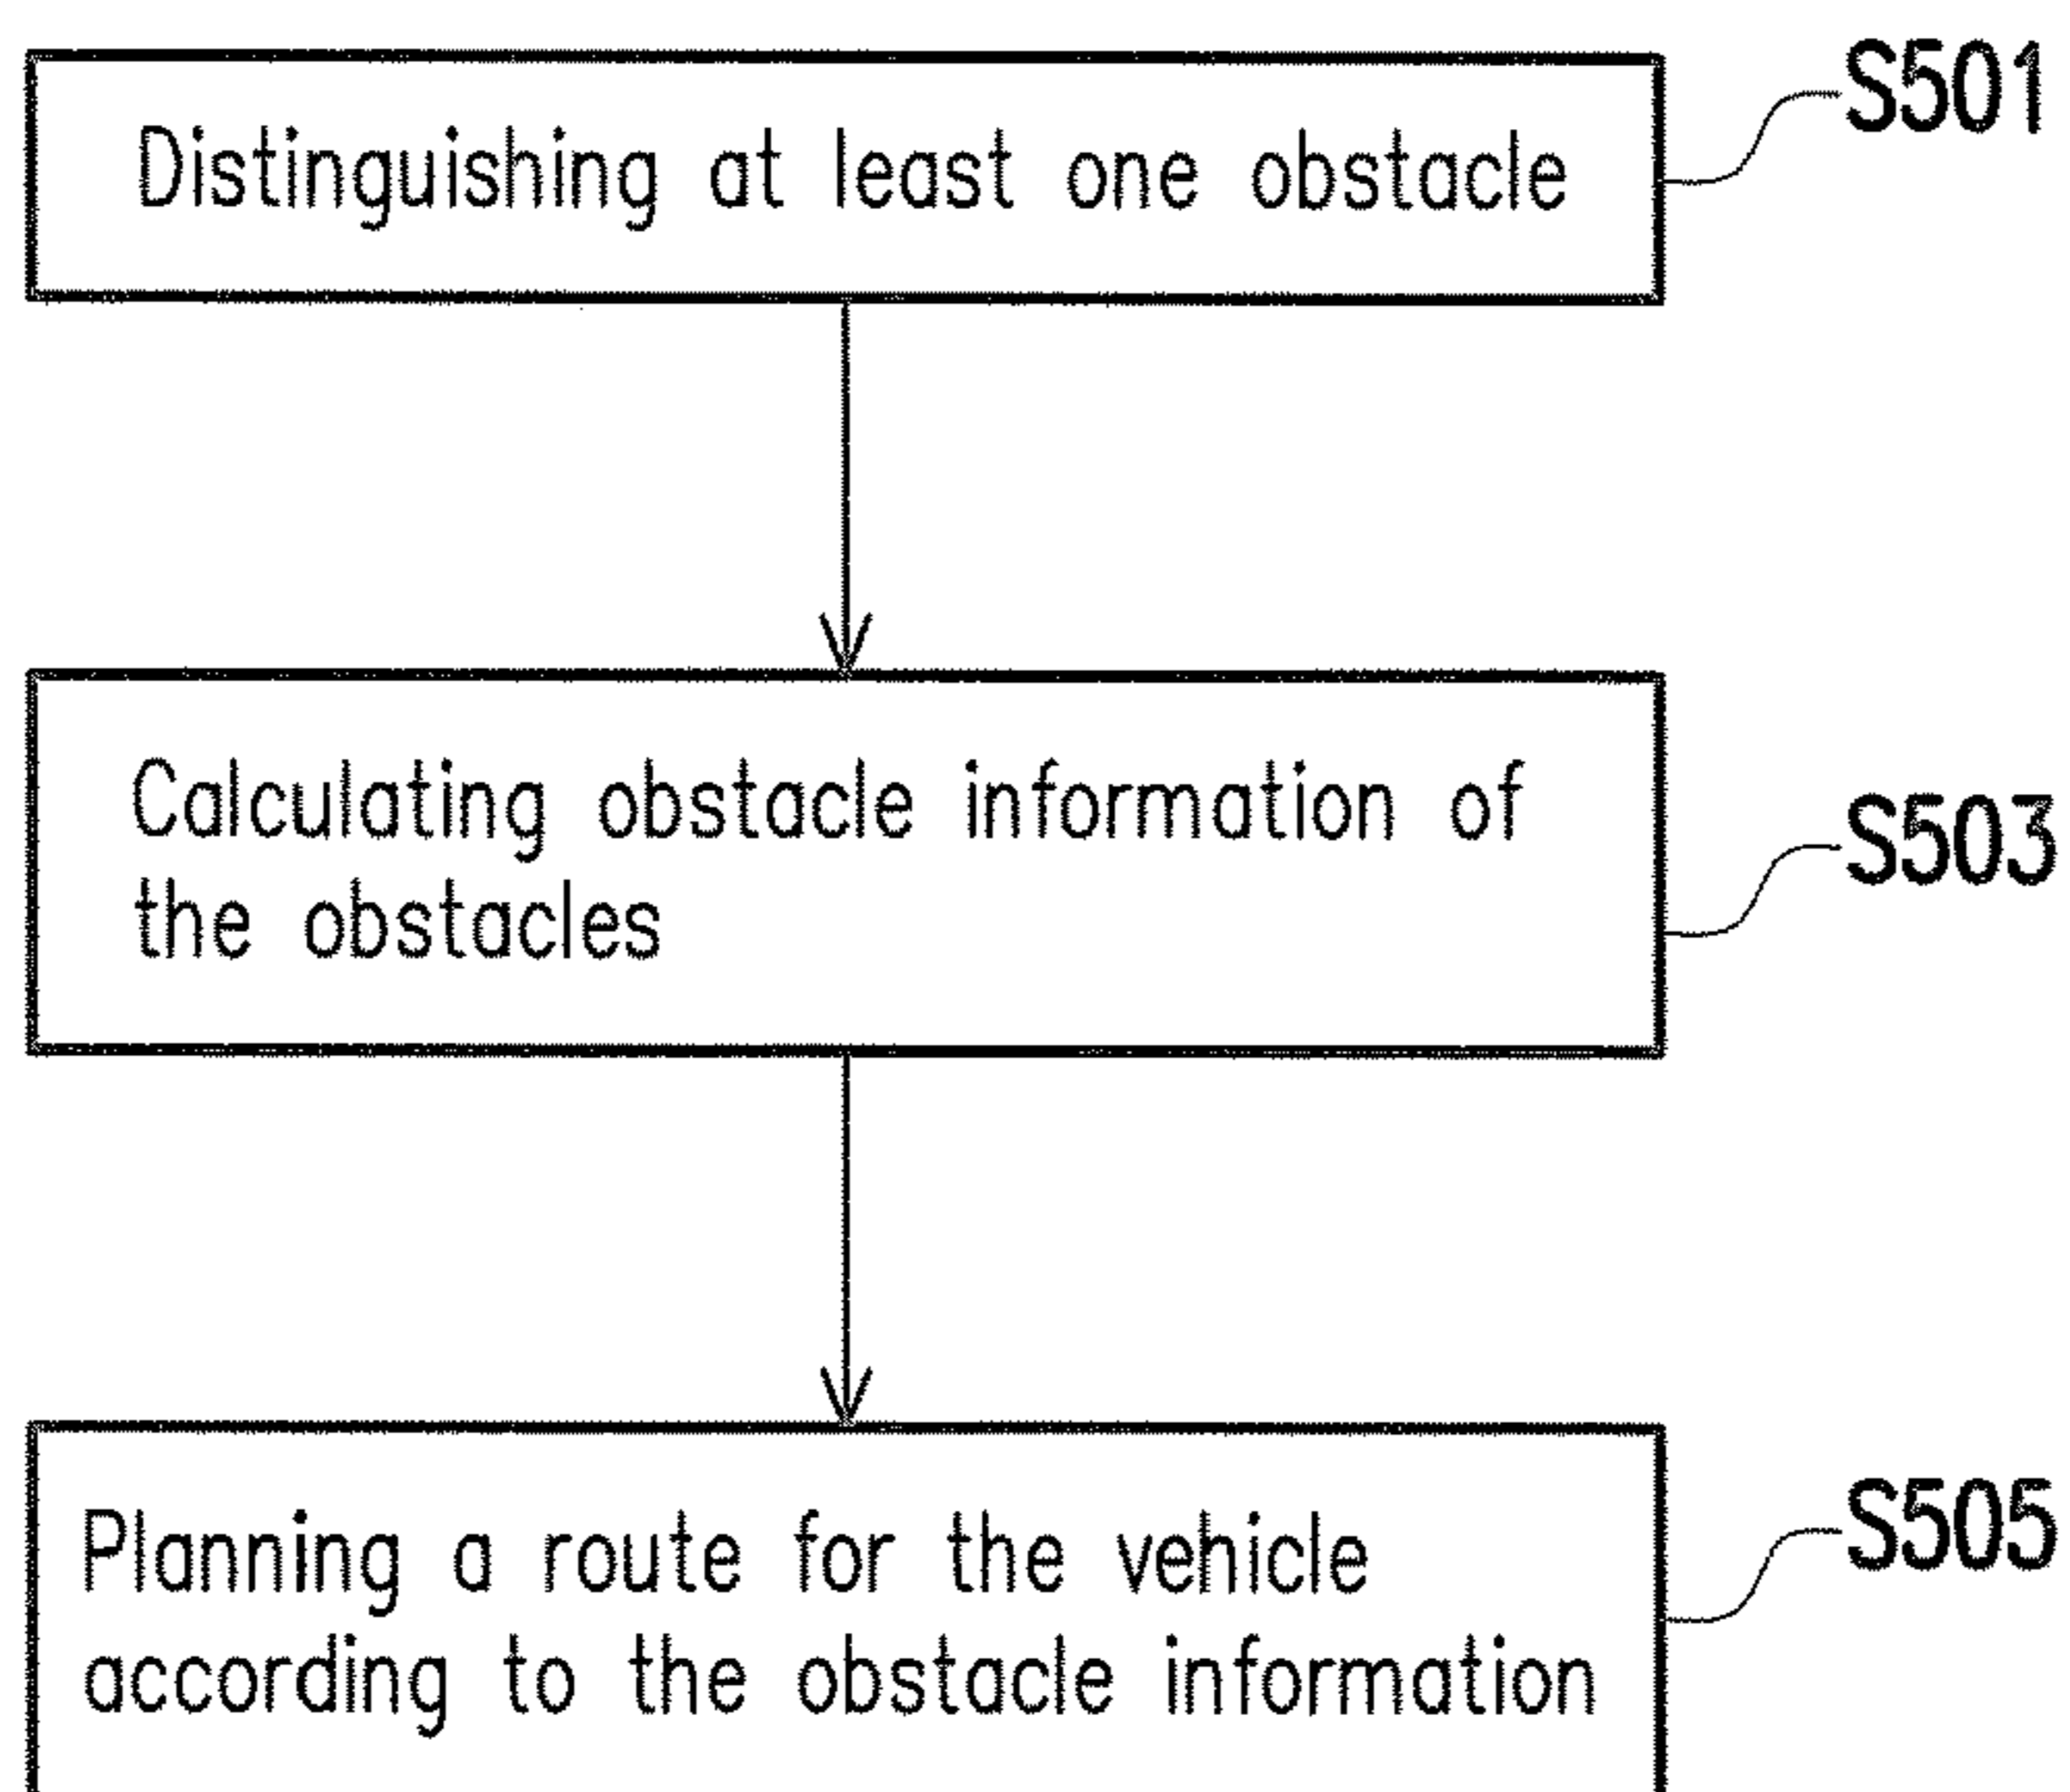 S501
Distinguishing at least one obstacle
Calculating obstacle information of
the obstacles
S503
Planning a route for the vehicle
according to the obstacle information
S505